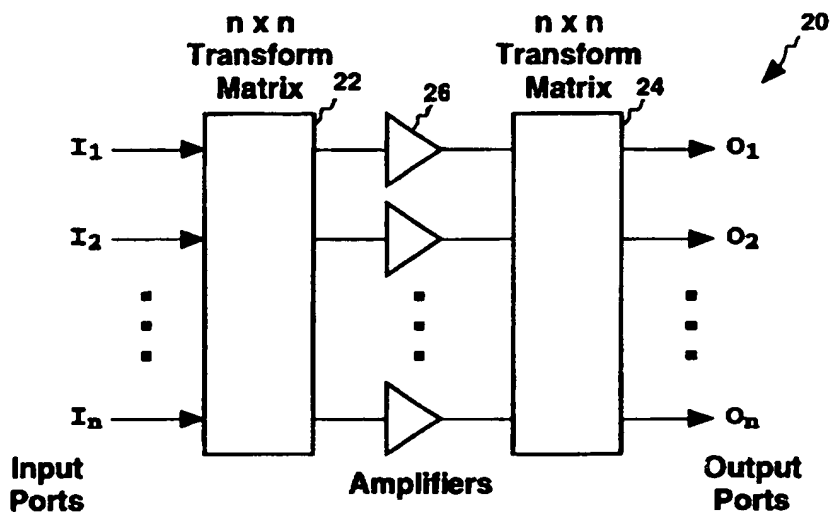 n x n
Transform
Matrix
22
26
n x n
Transform
Matrix
24
20
I1
O1
I2
O2
In
On
Input
Ports
Amplifiers
Output
Ports